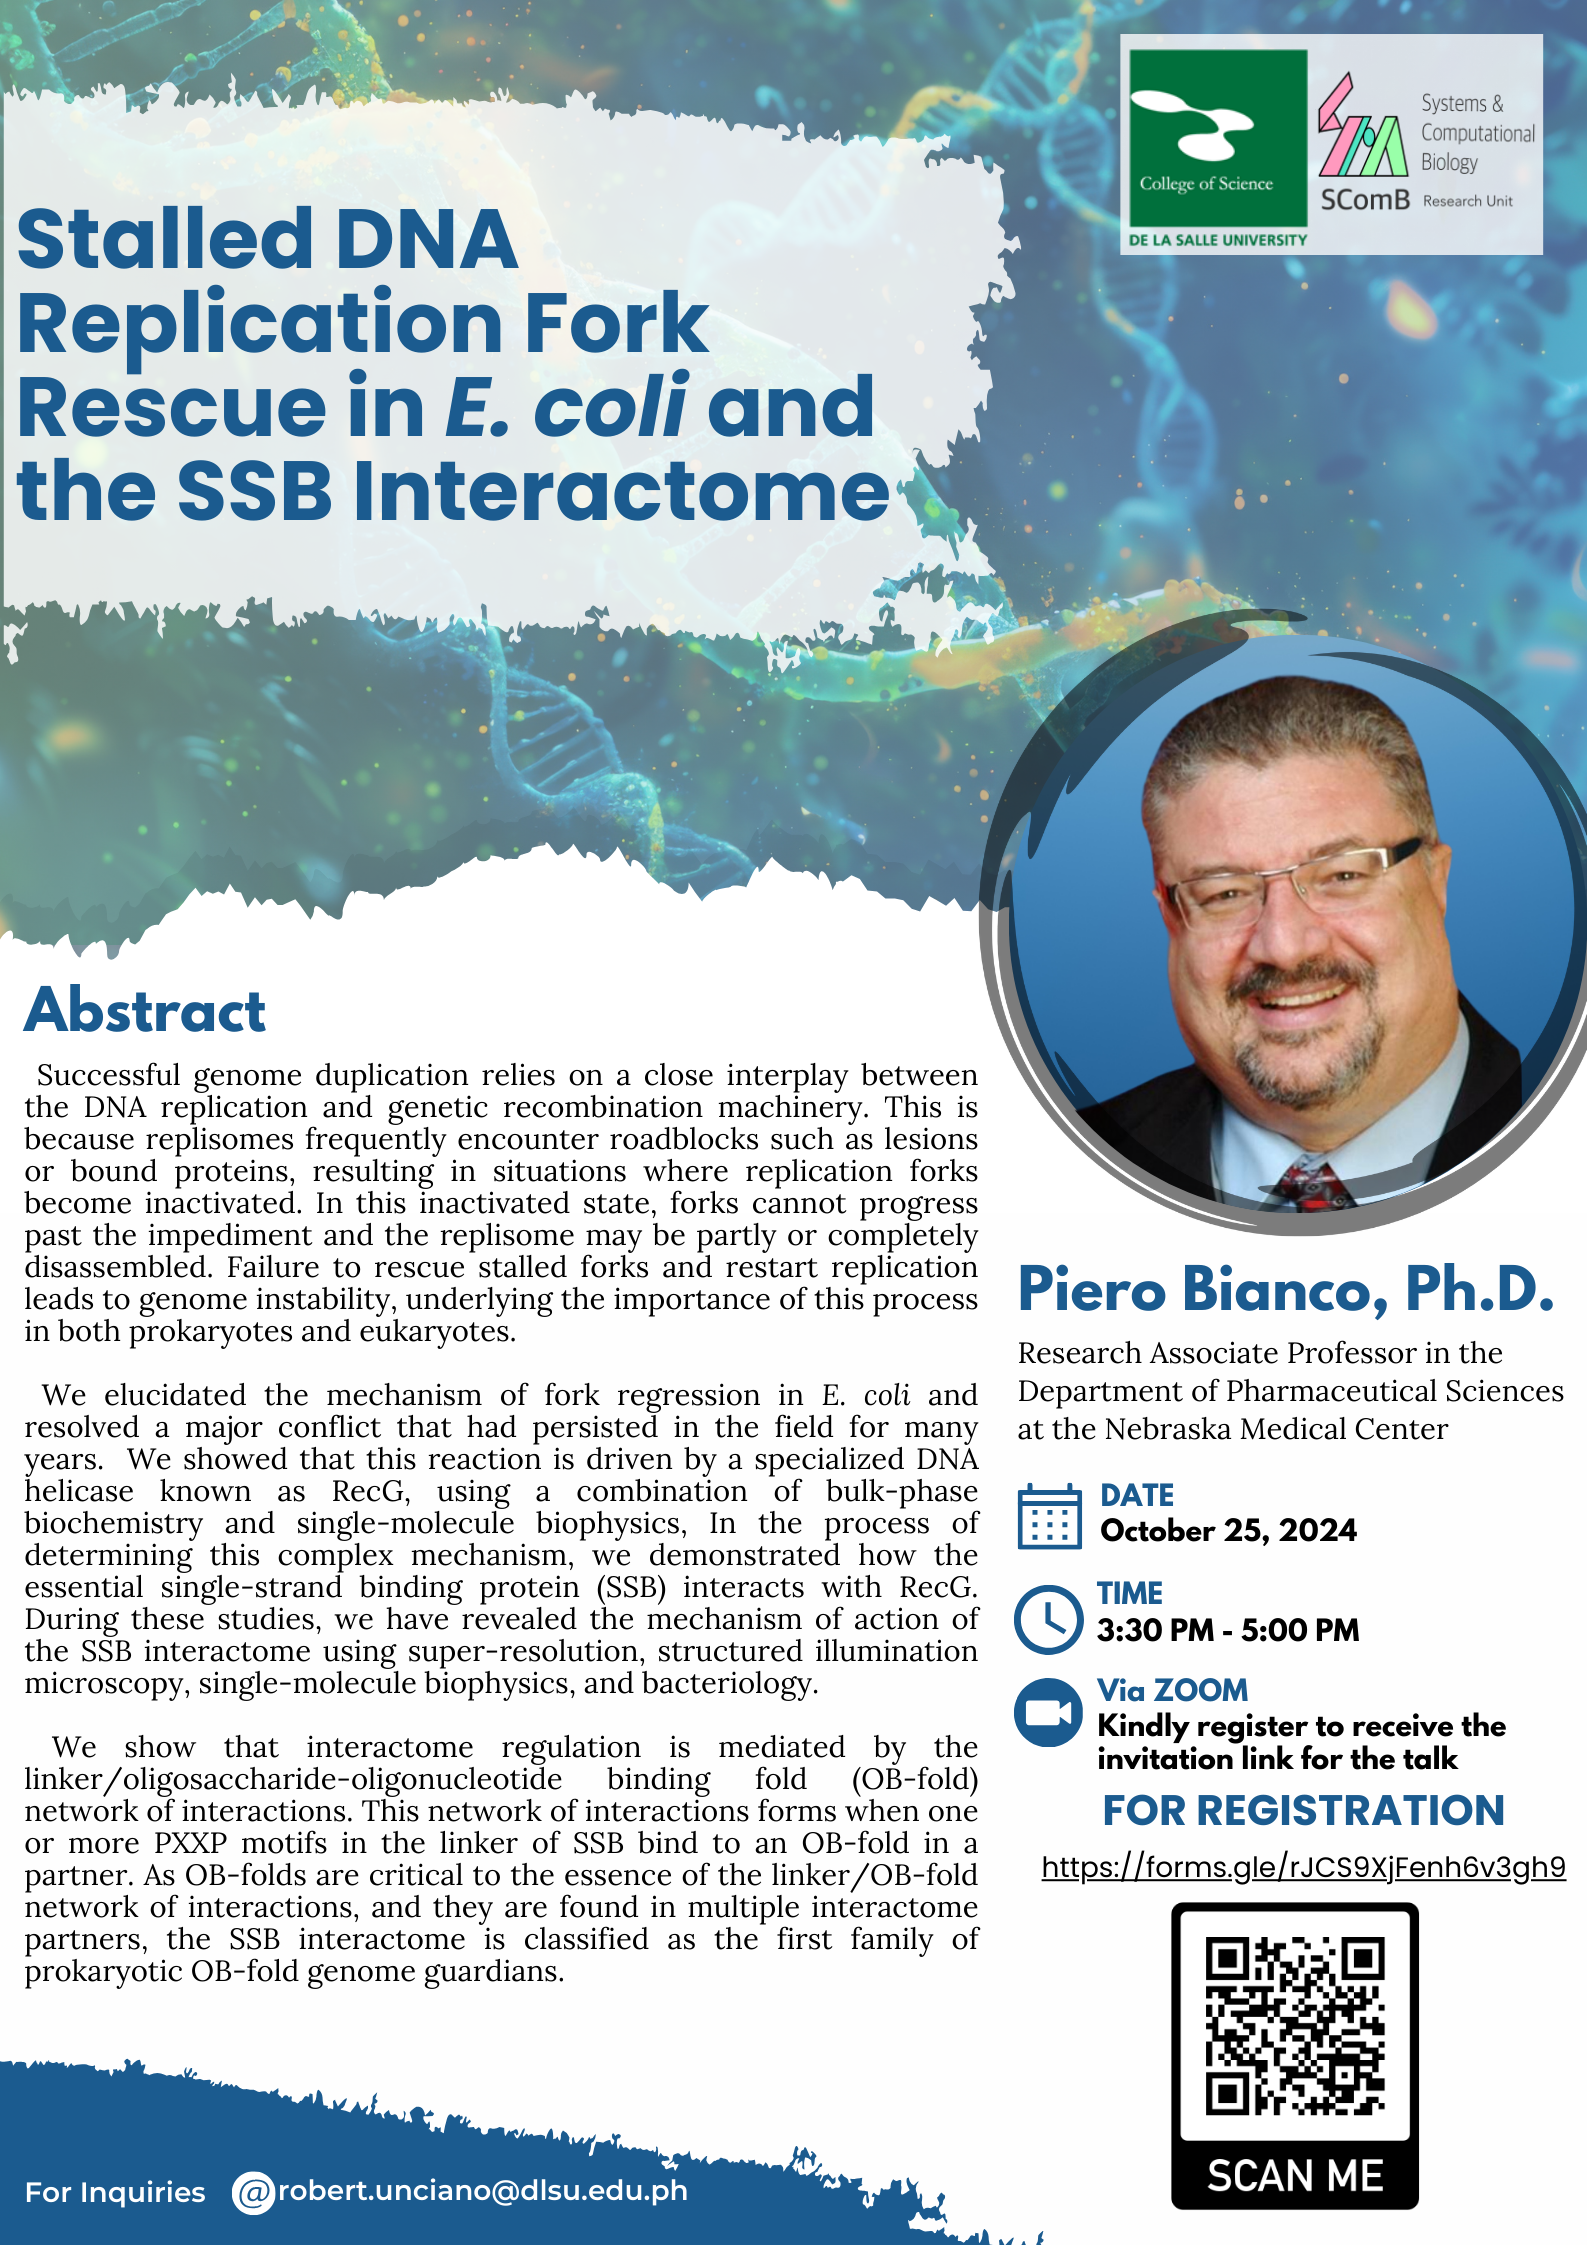 College of Science
DE LA SALLE UNIVERSITY
SComB
Systems &
Computational
Biology
Research Unit
Stalled DNA
Replication Fork
Rescue in E. coli and
the SSB Interactome
Abstract
Successful genome duplication relies on a close interplay between
the DNA replication and genetic recombination machinery. This is
because replisomes frequently encounter roadblocks such as lesions
or bound proteins, resulting in situations where replication forks
become inactivated. In this inactivated state, forks cannot progress
past the impediment and the replisome may be partly or completely
disassembled. Failure to rescue stalled forks and restart replication
leads to genome instability, underlying the importance of this process
in both prokaryotes and eukaryotes.
We elucidated the mechanism of fork regression in E. coli and
resolved a major conflict that had persisted in the field for many
years. We showed that this reaction is driven by a specialized DNA
helicase known as RecG, using a combination of bulk-phase
biochemistry and single-molecule biophysics, In the process of
determining this complex mechanism, we demonstrated how the
essential single-strand binding protein (SSB) interacts with RecG.
During these studies, we have revealed the mechanism of action of
the SSB interactome using super-resolution, structured illumination
microscopy, single-molecule biophysics, and bacteriology.
We show that interactome regulation is mediated by the
linker/oligosaccharide-oligonucleotide binding fold (OB-fold)
network of interactions. This network of interactions forms when one
or more PXXP motifs in the linker of SSB bind to an OB-fold in a
partner. As OB-folds are critical to the essence of the linker/OB-fold
network of interactions, and they are found in multiple interactome
partners, the SSB interactome is classified as the first family of
prokaryotic OB-fold genome guardians.
Piero Bianco, Ph.D.
Research Associate Professor in the
Department of Pharmaceutical Sciences
at the Nebraska Medical Center
DATE
October 25, 2024
TIME
3:30 PM - 5:00 PM
Via ZOOM
Kindly register to receive the
invitation link for the talk
FOR REGISTRATION
https://forms.gle/rJCS9XjFenh6v3gh9
SCAN ME
For Inquiries @ robert.unciano@dlsu.edu.ph